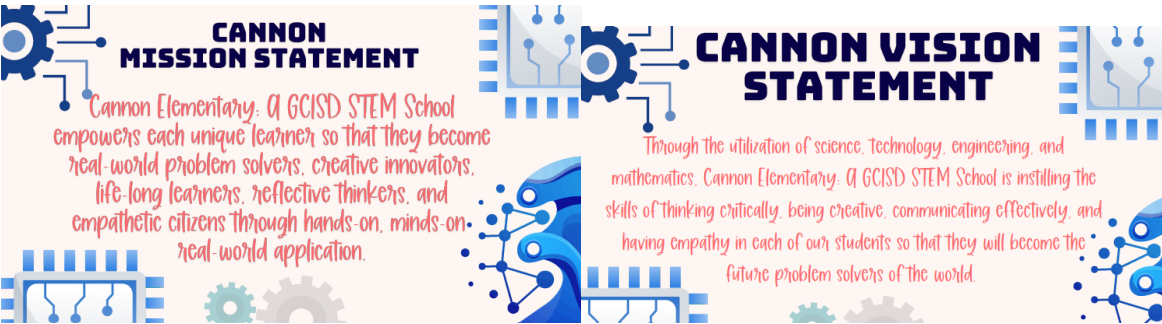 CANNON
MISSION STATEMENT
Cannon Elementary: A GCISD STEM School
empowers each unique learner so that they become
real-world problem solvers, creative innovators,
life-long learners, reflective thinkers, and
empathetic citizens through hands-on, minds-on
real-world application.
CANNON VISION
STATEMENT
Through the utilization of science, technology, engineering, and
mathematics, Cannon Elementary: A GCISD STEM School is instilling the
skills of thinking critically, being creative, communicating effectively, and
having empathy in each of our students so that they will become the
future problem solvers of the world.